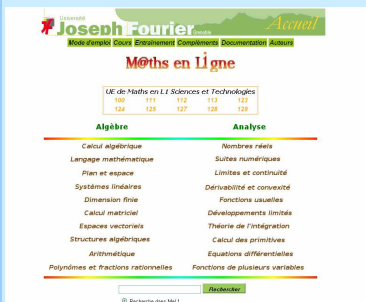 Université
Joseph Fourier
Grenoble
Accueil
Mode d'emploi Cours Entrainement Compléments Documentation Auteurs
M@ths en Ligne
UE de Maths en L1 Sciences et Technologies
100 111 112 113 123
124 125 127 128 129
Algèbre
Analyse
Calcul algébrique
Nombres réels
Langage mathématique
Suites numériques
Plan et espace
Limites et continuité
Systèmes linéaires
Dérivabilité et convexité
Dimension finie
Fonctions usuelles
Calcul matriciel
Développements limités
Espaces vectoriels
Théorie de l'intégration
Structures algébriques
Calcul des primitives
Arithmétique
Equations différentielles
Polynômes et fractions rationnelles
Fonctions de plusieurs variables
Rechercher
Recherche dans MeL1